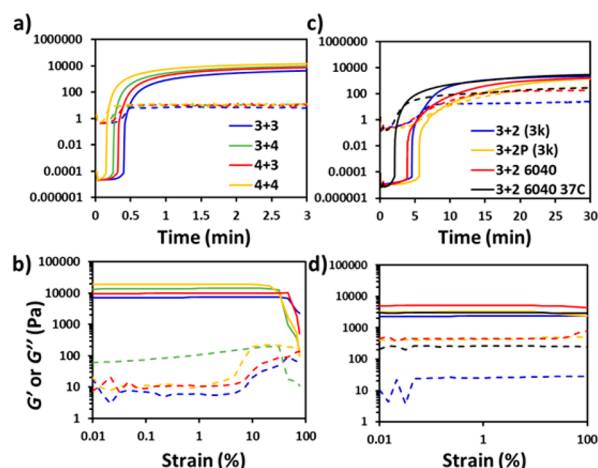 a)
1000000
10000
100
1
0.01
0.0001
0.000001
3+3
3+4
4+3
4+4
0 0.5 1 1.5 2 2.5 3
Time (min)
c)
1000000
10000
100
1
0.01
0.0001
0.000001
3+2 (3k)
3+2P (3k)
3+2 6040
3+2 6040 37C
0 5 10 15 20 25 30
Time (min)
b)
G’ or G’’ (Pa)
100000
10000
1000
100
10
1
0.01 0.1 1 10 100
Strain (%)
d)
100000
10000
1000
100
10
1
0.01 1 100
Strain (%)